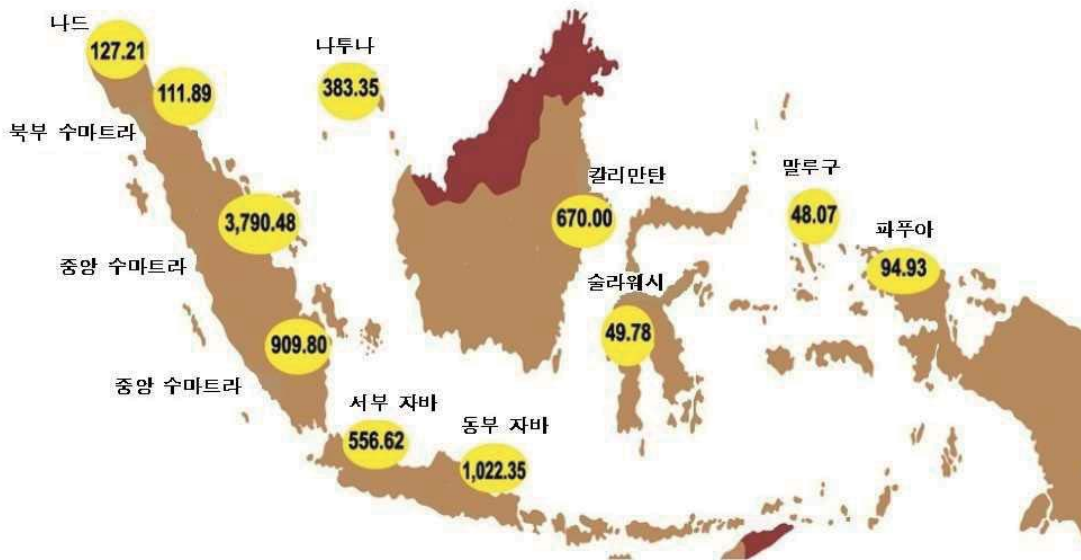 나드
127.21
나투나
111.89
383.35
북부 수마트라
칼리만탄
말루구
3,790.48
670.00
48.07
파푸아
중앙 수마트라
94.93
술라웨시
909.80
49.78
중앙 수마트라
서부 자바
동부 자바
556.62
1,022.35